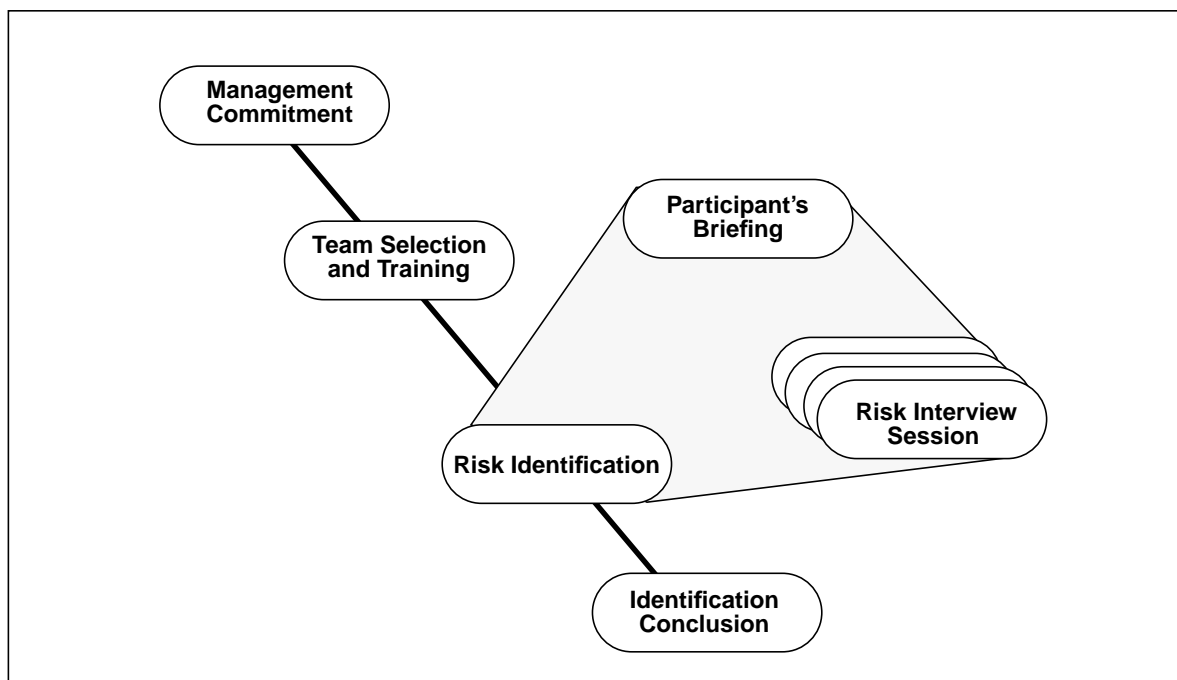 Management
Commitment
Team Selection
and Training
Participant’s
Briefing
Risk Interview
Session
Risk Identification
Identification
Conclusion